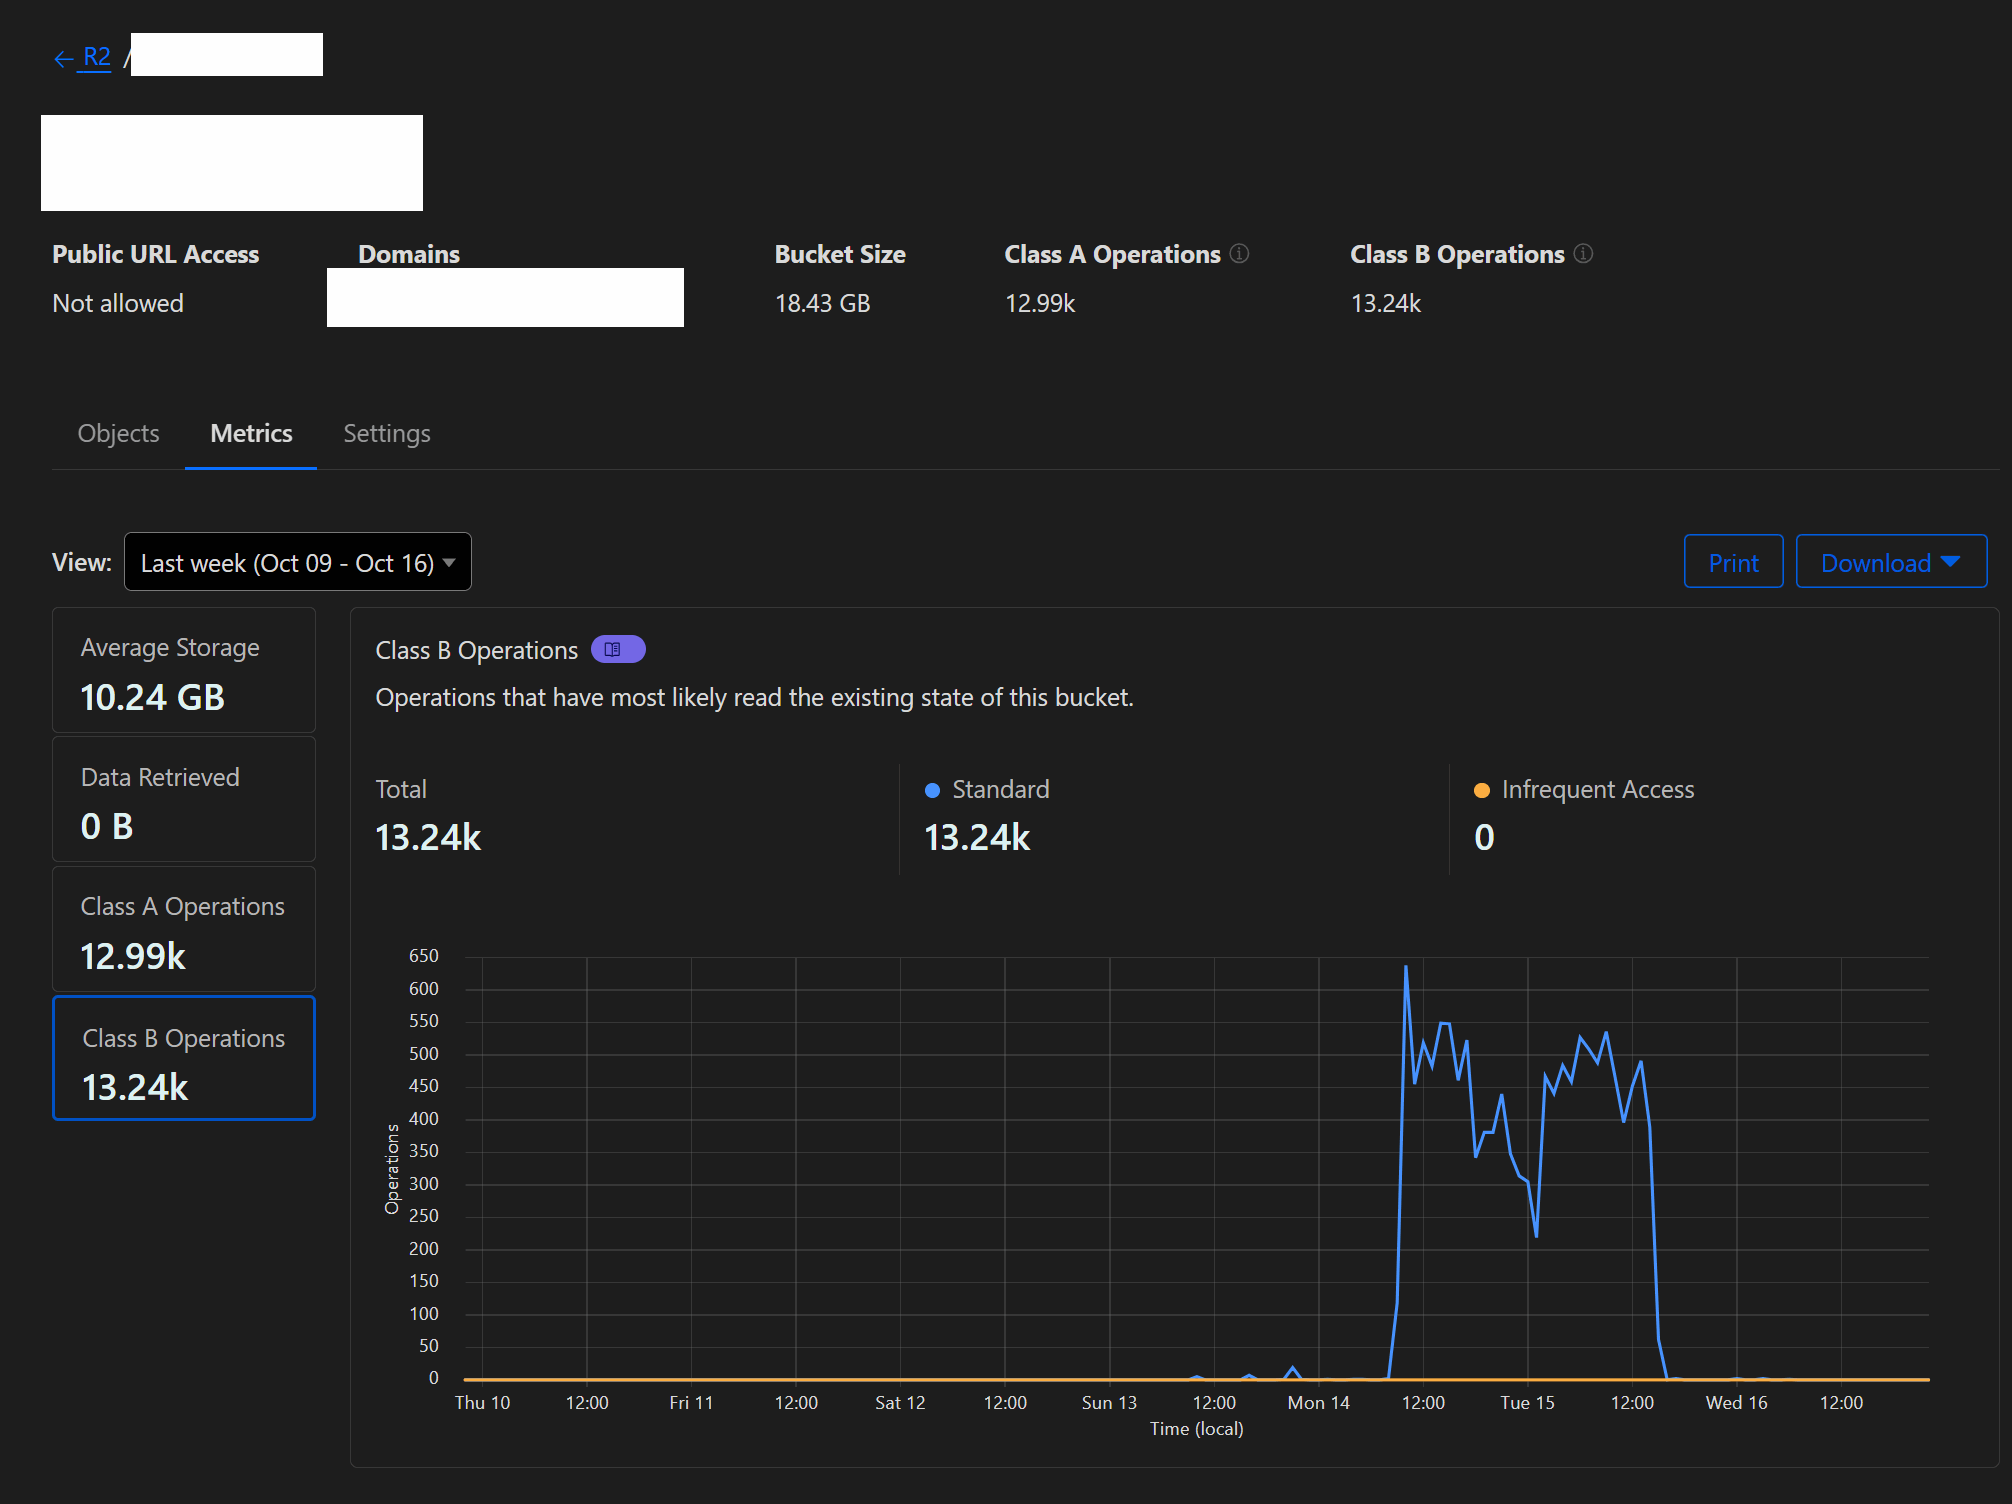 ← R2 /
Public URL Access
Domains
Bucket Size
Class A Operations
Class B Operations
Not allowed
18.43 GB
12.99k
13.24k
Objects
Metrics
Settings
View:
Last week (Oct 09 - Oct 16)
Print
Download
Average Storage
10.24 GB
Data Retrieved
0 B
Class A Operations
12.99k
Class B Operations
13.24k
Class B Operations
Operations that have most likely read the existing state of this bucket.
Total
13.24k
Standard
13.24k
Infrequent Access
0
650
600
550
500
450
400
350
300
250
200
150
100
50
0
Operations
Thu 10
12:00
Fri 11
12:00
Sat 12
12:00
Sun 13
12:00
Mon 14
12:00
Tue 15
12:00
Wed 16
12:00
Time (local)